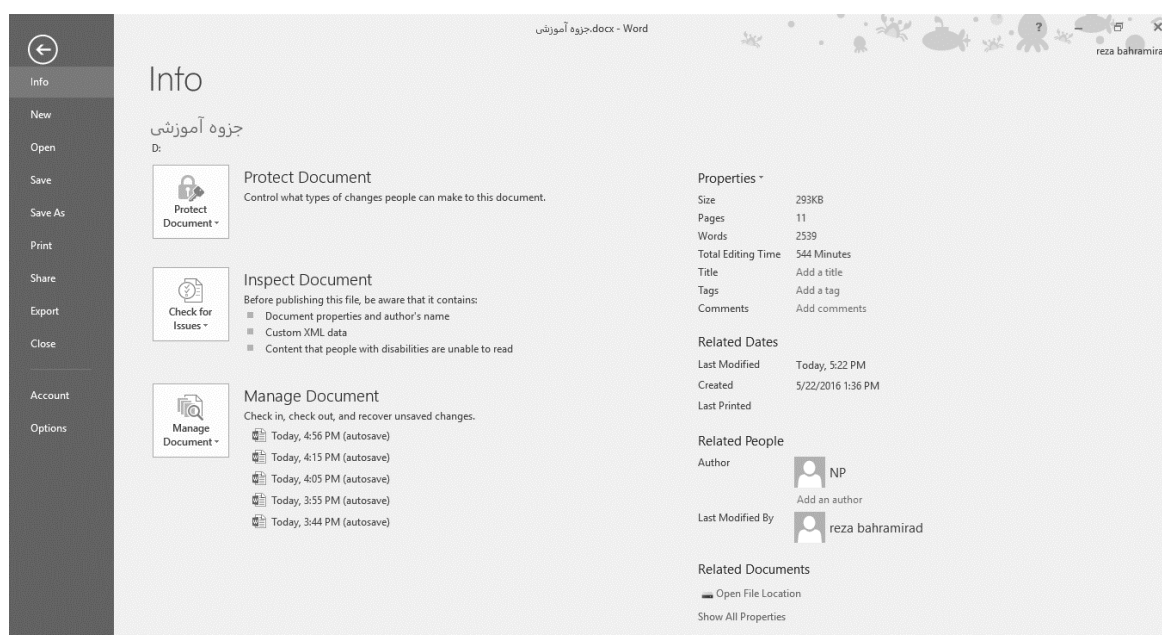 جزوه آموزشی.docx - Word
?
reza bahramira
Info
New
Open
Save
Save As
Print
Share
Export
Close
Account
Options
Info
جزوه آموزشی
D:
Protect
Document
Protect Document
Control what types of changes people can make to this document.
Check for
Issues
Inspect Document
Before publishing this file, be aware that it contains:
Document properties and author's name
Custom XML data
Content that people with disabilities are unable to read
Manage
Document
Manage Document
Check in, check out, and recover unsaved changes.
Today, 4:56 PM (autosave)
Today, 4:15 PM (autosave)
Today, 4:05 PM (autosave)
Today, 3:55 PM (autosave)
Today, 3:44 PM (autosave)
Properties
Size 293KB
Pages 11
Words 2539
Total Editing Time 544 Minutes
Title Add a title
Tags Add a tag
Comments Add comments
Related Dates
Last Modified Today, 5:22 PM
Created 5/22/2016 1:36 PM
Last Printed
Related People
Author NP
Add an author
Last Modified By reza bahramirad
Related Documents
Open File Location
Show All Properties